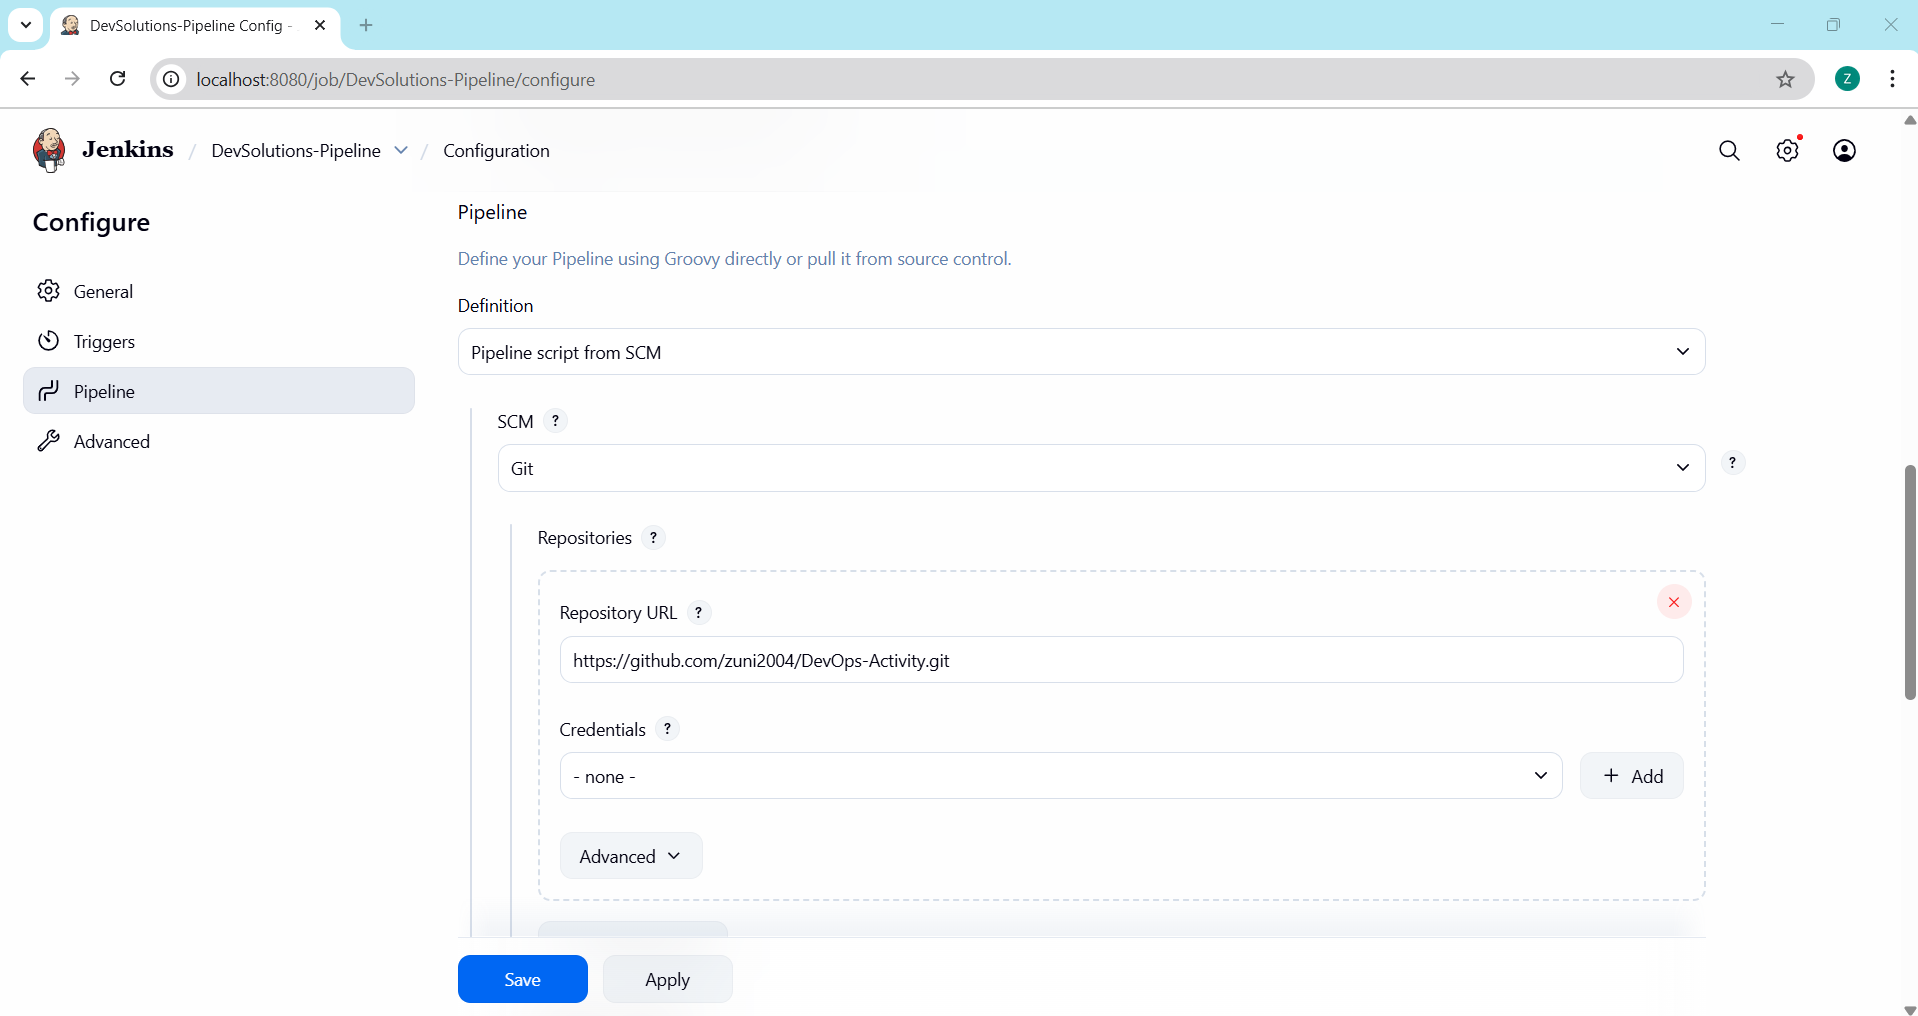 DevSolutions-Pipeline Config -
localhost:8080/job/DevSolutions-Pipeline/configure
Z
Jenkins / DevSolutions-Pipeline / Configuration
Configure
General
Triggers
Pipeline
Advanced
Pipeline
Define your Pipeline using Groovy directly or pull it from source control.
Definition
Pipeline script from SCM
SCM ?
Git
?
Repositories ?
Repository URL ?
https://github.com/zuni2004/DevOps-Activity.git
Credentials ?
- none -
+ Add
Advanced
Save
Apply